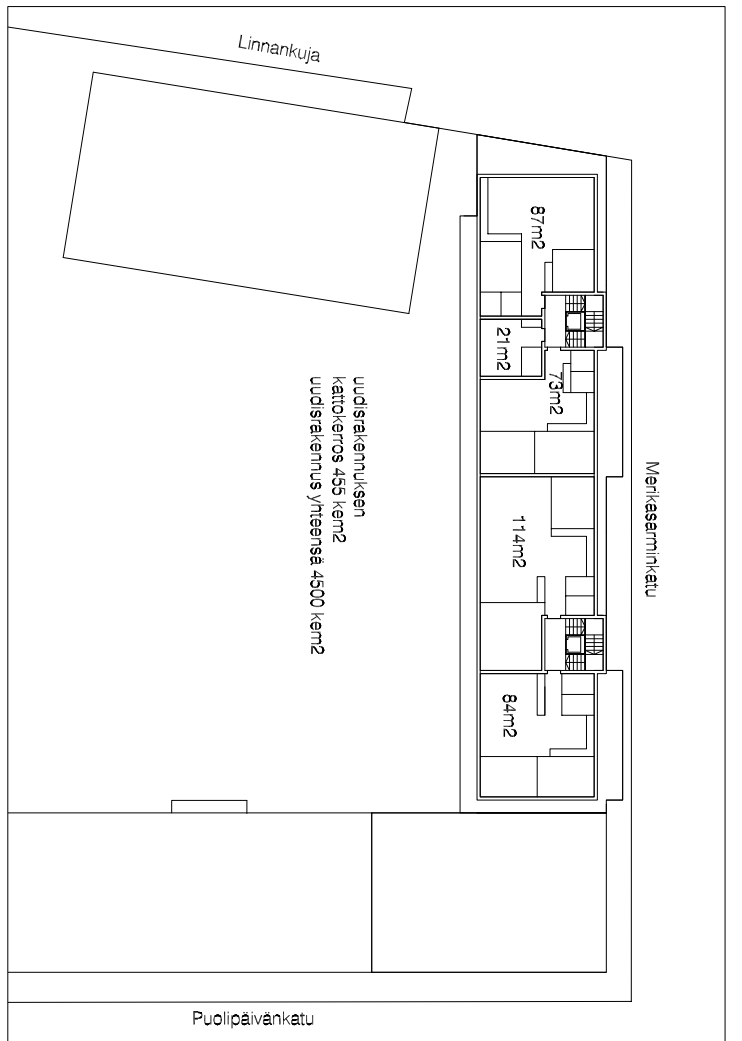 Linnankuja
87m2
21m2
73m2
Merikasarminkatu
uudisrakennuksen
kattokerros 455 kem2
uudisrakennus yhteensä 4500 kem2
114m2
84m2
Puolipäivänkatu